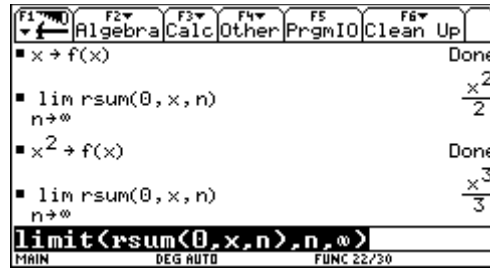 F1 F2 F3 F4 F5 F6
Algebra Calc Other PrgmIO Clean Up
▪ x → f(x) Done
▪ lim n→∞ rsum(0,x,n) x²/2
▪ x² → f(x) Done
▪ lim n→∞ rsum(0,x,n) x³/3
limit(rsum(0,x,n),n,∞)
MAIN DEG AUTO FUNC 22/30